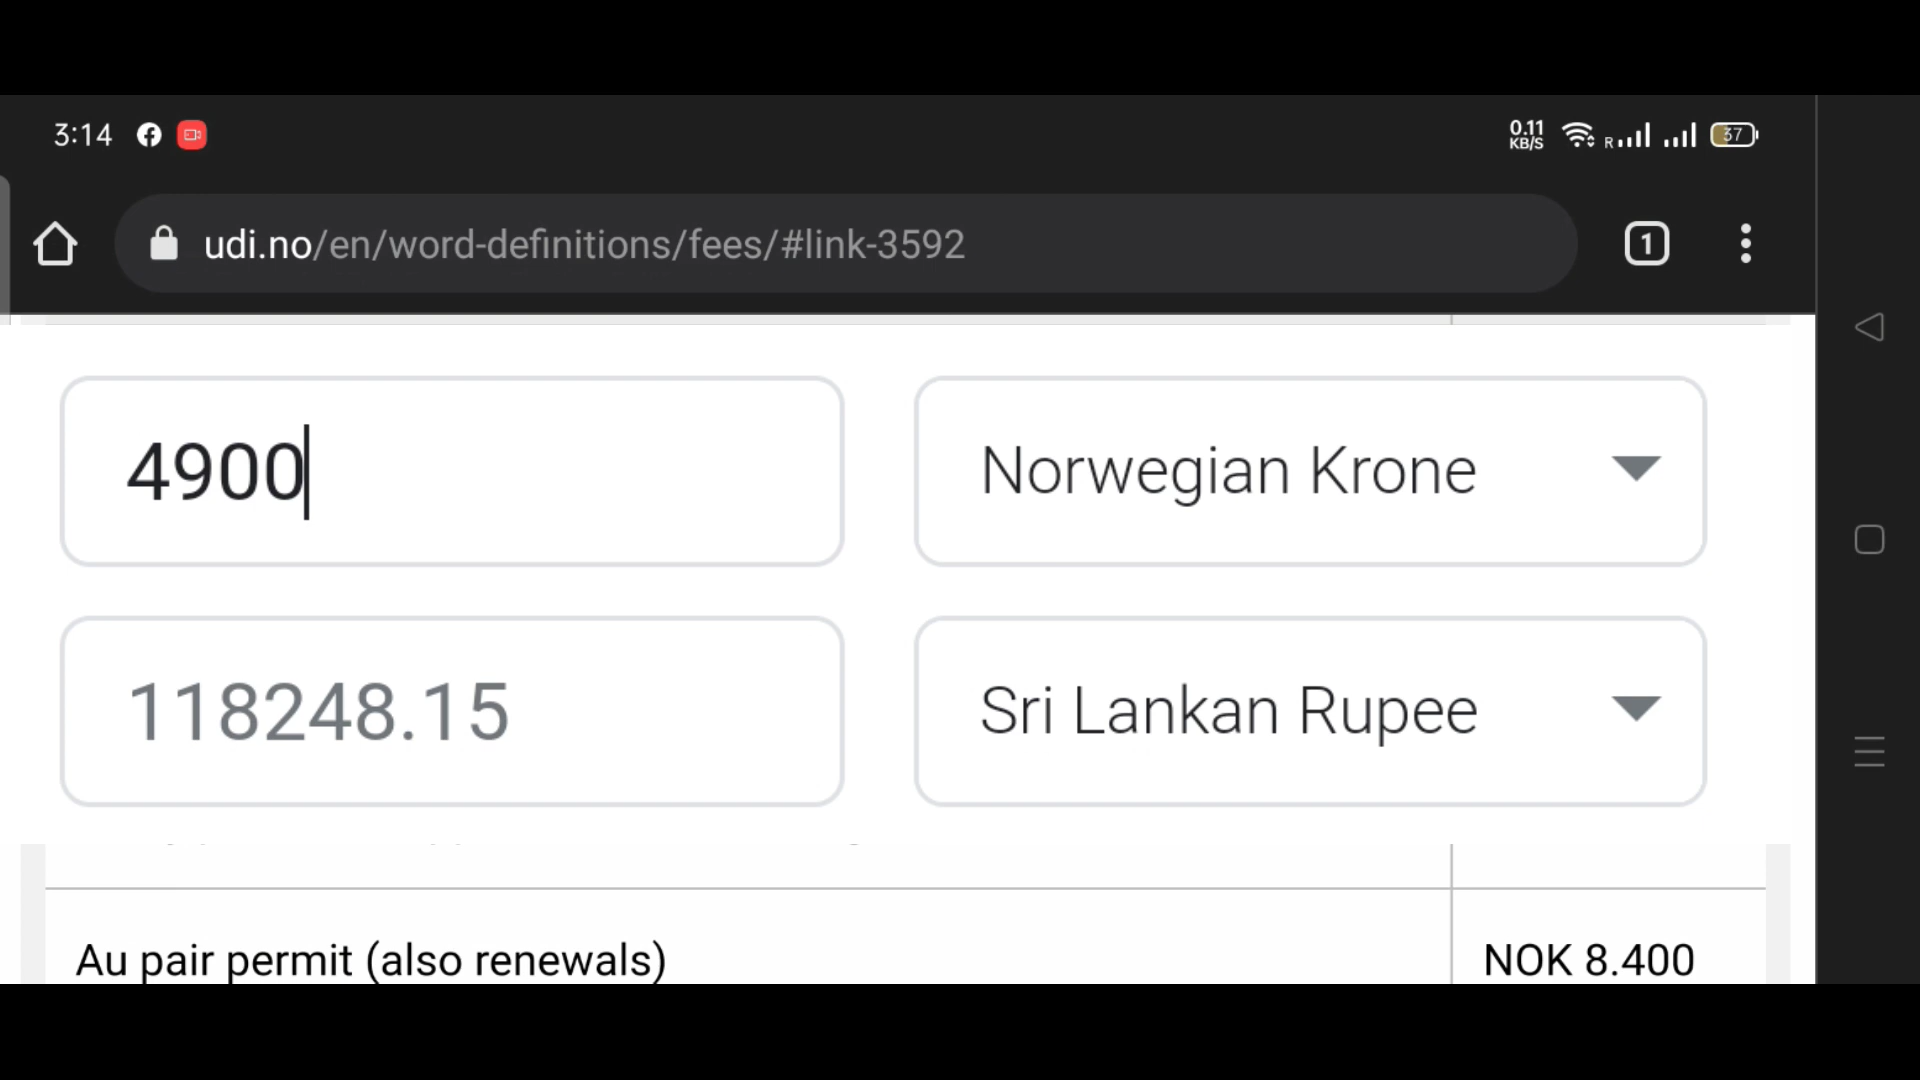 3:14
0.11
KB/S
R
37
udi.no/en/word-definitions/fees/#link-3592
1
4900
Norwegian Krone
118248.15
Sri Lankan Rupee
Au pair permit (also renewals)
NOK 8.400